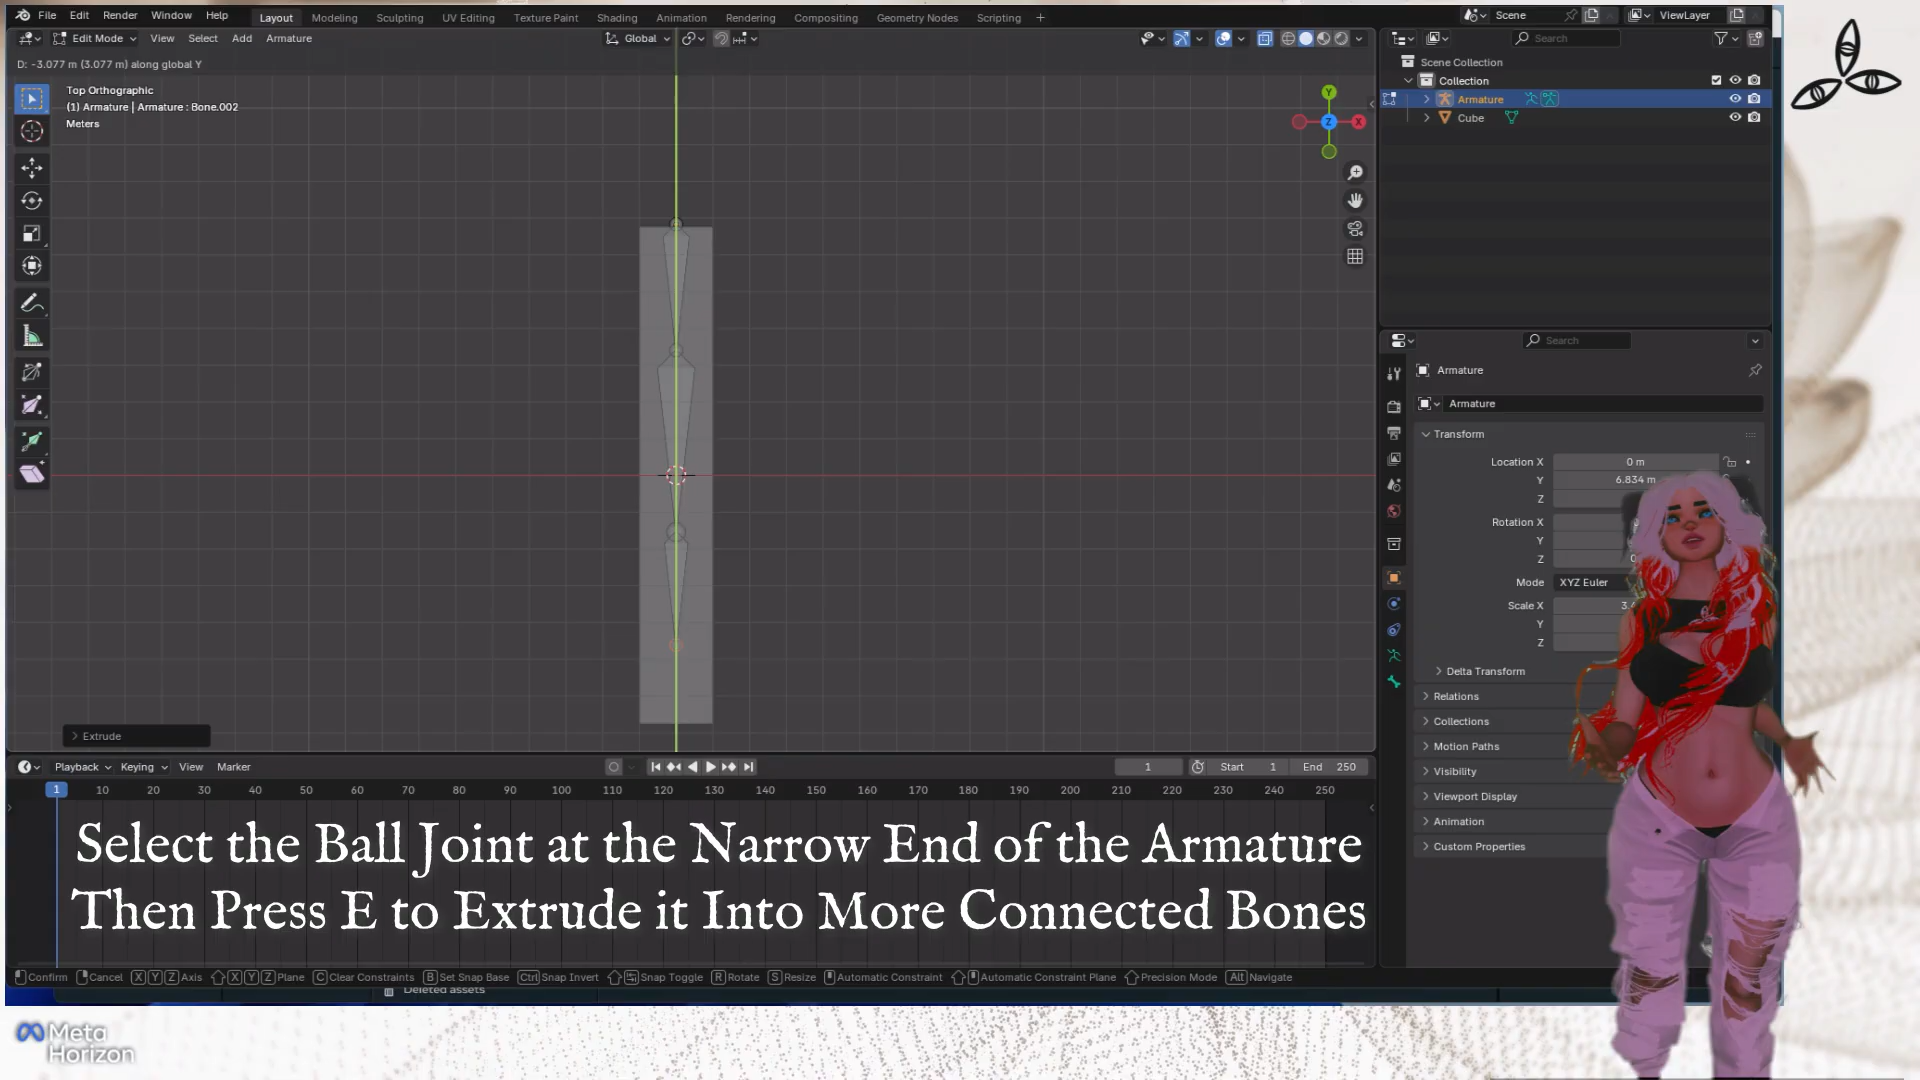 File Edit Render Window Help Layout Modeling Sculpting UV Editing Texture Paint Shading Animation Rendering Compositing Geometry Nodes Scripting + Scene ViewLayer
Edit Mode View Select Add Armature Global Search
D: -3.077 m (3.077 m) along global Y
Top Orthographic
(1) Armature | Armature : Bone.002
Meters
Y
Z
X
Scene Collection
Collection
Armature
Cube
Search
Armature
Armature
Transform
Location X 0 m
Y 6.834 m
Z
Rotation X
Y
Z
Mode XYZ Euler
Scale X
Y
Z
Delta Transform
Relations
Collections
Motion Paths
Visibility
Viewport Display
Animation
Custom Properties
Extrude
Playback Keying View Marker 1 Start 1 End 250
1 10 20 30 40 50 60 70 80 90 100 110 120 130 140 150 160 170 180 190 200 210 220 230 240 250
Select the Ball Joint at the Narrow End of the Armature
Then Press E to Extrude it Into More Connected Bones
Confirm Cancel X Y Z Axis X Y Z Plane C Clear Constraints B Set Snap Base Ctrl Snap Invert Snap Toggle R Rotate S Resize Automatic Constraint Automatic Constraint Plane Precision Mode Alt Navigate
Deleted assets
Meta
Horizon